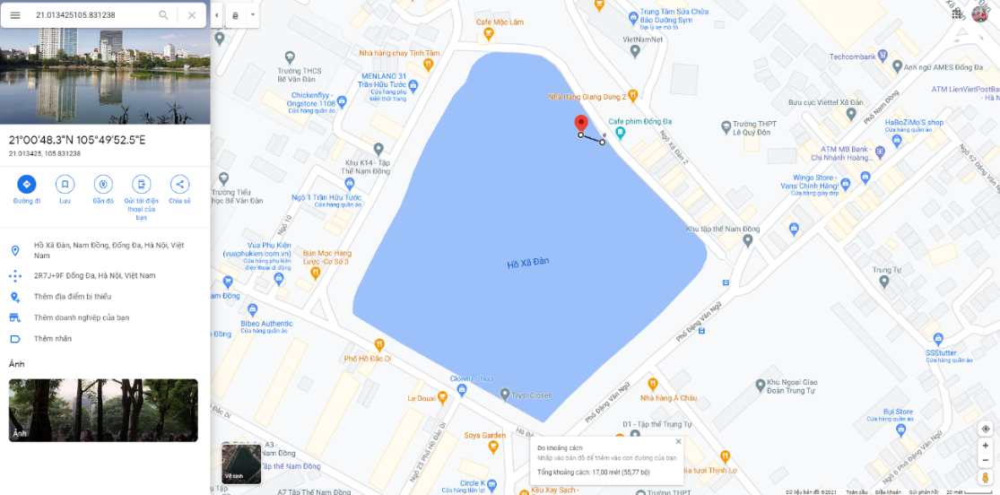 21.013425105.831238
21°00'48.3"N 105°49'52.5"E
21.013425, 105.831238
Đường đi
Lưu
Gần đó
Gửi tới điện
thoại của
bạn
Chia sẻ
Hồ Xã Đàn, Nam Đồng, Đống Đa, Hà Nội, Việt
Nam
2R7J+9F Đống Đa, Hà Nội, Việt Nam
Thêm địa điểm bị thiếu
Thêm doanh nghiệp của bạn
Thêm nhãn
Ảnh
Ảnh
Cafe Mộc Lâm
Trung Tâm Sửa Chữa
Bảo Dưỡng Sym
Đại lý xe mô tô
VietNamNet
Nhà hàng chay Tịnh Tâm
Trường THCS
Bế Văn Đàn
MENLAND 31
Trần Hữu Tước
Cửa hàng phụ
kiện thời trang
Chickenflyy -
Ongstore.1108
Cửa hàng quần áo
Nhà Hàng Giang Dung 2
Cafe phim Đống Đa
Techcombank
Anh ngữ AMES Đống Đa
Phố Nam Đồng
ATM LienVietPostBa
- Hà N
Bưu cục Viettel Xã Đàn
HaBoZiMo'S shop
Cửa hàng quần áo
Trường THPT
Lê Quý Đôn
Ngõ Xã Đàn 2
ATM MB Bank -
Chi Nhánh Hoàng...
Ngõ 62 Đặng Vă
Khu K14 - Tập
Thể Nam Đồng
Trường Tiểu
học Bế Văn Đàn
Ngõ 1 Trần Hữu Tước
Cửa hàng quần áo
Ngõ 10
Wingo Store -
Vans Chính Hãng!
Cửa hàng giày dép
Khu tập thể Nam Đồng
Vua Phụ Kiện
(vuaphukien.com.vn)
Cửa hàng phụ kiện
điện thoại di động
Bún Mọc Hàng
Lược -Cơ Sở 3
Hồ Xã Đàn
Trung Tự
m Đồng
Bibeo Authentic
Cửa hàng quần áo
Đồng
Phố Hồ Đắc Di
Phố Đặng Văn Ngữ
SSStutter
Cửa hàng quần áo
Clown7 shop
Tryst Closet
Le Douxi
Nhà hàng Á Châu
Khu Ngoại Giao
Đoàn Trung Tự
Phố Đặng Văn Ngữ
Bụi Store
Cửa hàng quần áo
D1 - Tập thể Trung Tự
Soya Garden
Hồ Đắc Di
Ngõ 25 Phố Hồ Đắc Di
A3 -
Tập thể Nam Đồng
Vệ tinh
Đo khoảng cách
Nhấp vào bản đồ để thêm vào con đường của bạn
Tổng khoảng cách: 17,00 mét (55,77 bộ)
Bia tươi Thịnh Lợ
Circle K
Cửa hàng tiện lợi
Kều Xay Sạch -
A7 Tập thể Nam Đồng
Ngõ 6 Phố Đặng Vă
Dữ liệu bản đồ ©2021
Toàn cầu
Điều khoản
Gửi phản hồi
20 mét